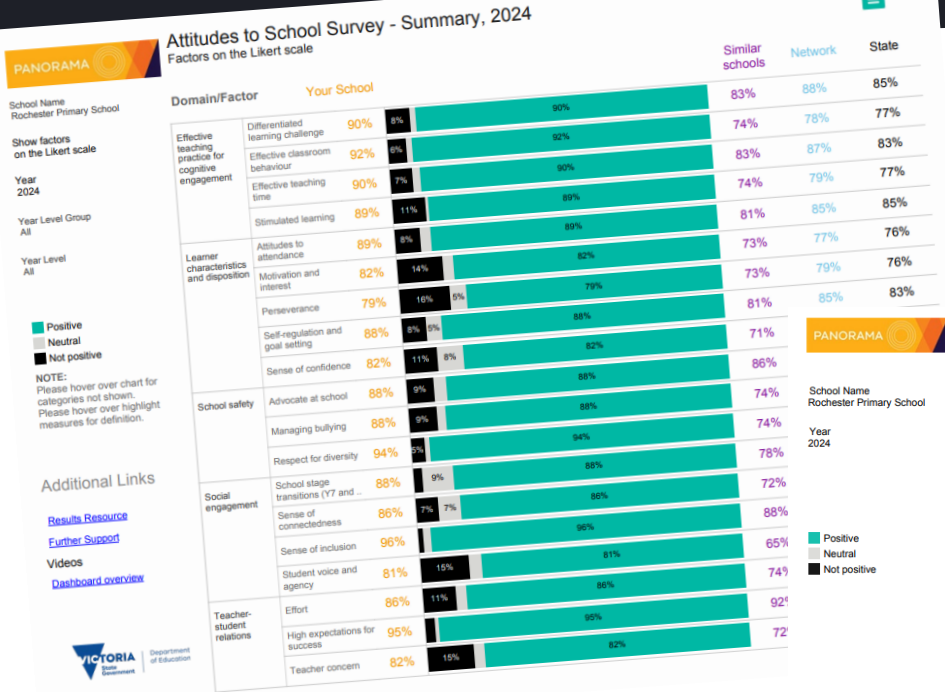 Attitudes to School Survey - Summary, 2024
Factors on the Likert scale
PANORAMA
School Name
Rochester Primary School
Show factors
on the Likert scale
Year
2024
Year Level Group
All
Year Level
All
Positive
Neutral
Not positive
NOTE:
Please hover over chart for
categories not shown.
Please hover over highlight
measures for definition.
Additional Links
Results Resource
Further Support
Videos
Dashboard overview
VICTORIA
State
Government
Department
of Education
Domain/Factor Your School Similar schools Network State
Effective
teaching
practice for
cognitive
engagement
Differentiated
learning challenge 90% 8% 90% 83% 88% 85%
Effective classroom
behaviour 92% 6% 92% 74% 78% 77%
Effective teaching
time 90% 7% 90% 83% 87% 83%
Stimulated learning 89% 11% 89% 74% 79% 77%
Learner
characteristics
and disposition
Attitudes to
attendance 89% 8% 89% 81% 85% 85%
Motivation and
interest 82% 14% 82% 73% 77% 76%
Perseverance 79% 16% 5% 79% 73% 79% 76%
Self-regulation and
goal setting 88% 8% 5% 88% 81% 85% 83%
Sense of confidence 82% 11% 8% 82% 71%
School safety
Advocate at school 88% 9% 88% 86%
Managing bullying 88% 9% 88% 74%
Respect for diversity 94% 5% 94% 74%
Social
engagement
School stage
transitions (Y7 and .. 88% 9% 88% 78%
Sense of
connectedness 86% 7% 7% 86% 72%
Sense of inclusion 96% 96% 88%
Student voice and
agency 81% 15% 81% 65%
Teacher-
student
relations
Effort 86% 11% 86% 74%
High expectations for
success 95% 95% 92%
Teacher concern 82% 15% 82% 72
PANORAMA
School Name
Rochester Primary School
Year
2024
Positive
Neutral
Not positive